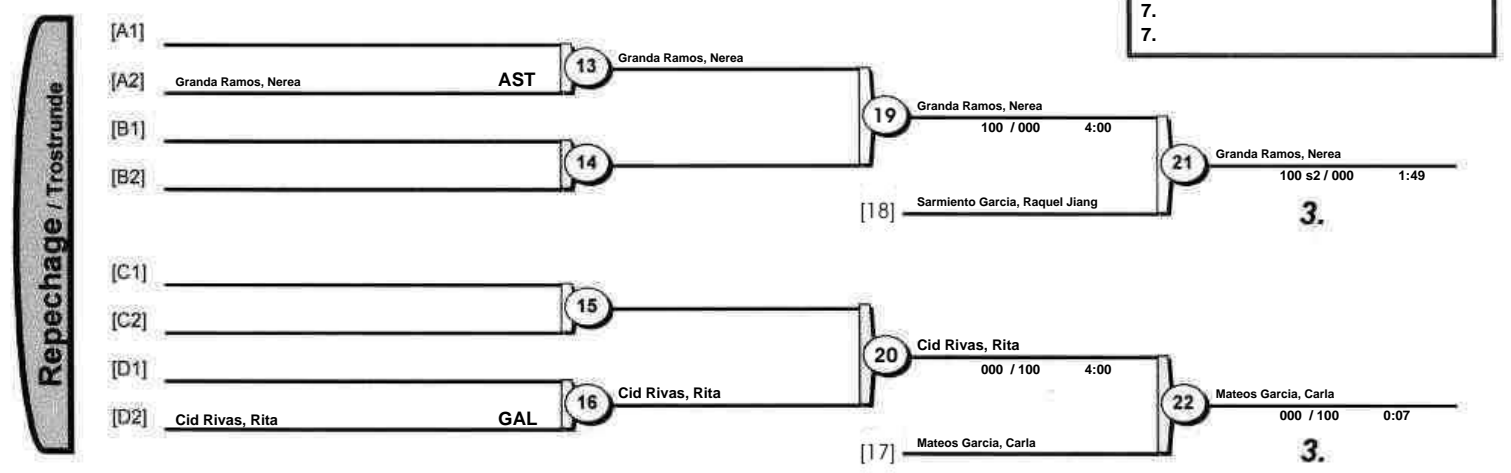 7.
7.
Repechage / Trostrunde
[A1]
[A2] Granda Ramos, Nerea AST
13 Granda Ramos, Nerea
[B1]
[B2]
14
19 Granda Ramos, Nerea
100 / 000 4:00
[18] Sarmiento Garcia, Raquel Jiang
21 Granda Ramos, Nerea
100 s2 / 000 1:49
3.
[C1]
[C2]
15
[D1]
[D2] Cid Rivas, Rita GAL
16 Cid Rivas, Rita
20 Cid Rivas, Rita
000 / 100 4:00
[17] Mateos Garcia, Carla
22 Mateos Garcia, Carla
000 / 100 0:07
3.